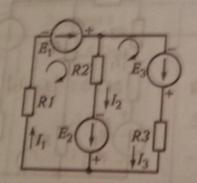 - +
E1
R2
-
E3
+
R1
I2
I1
E2
-
+
R3
I3